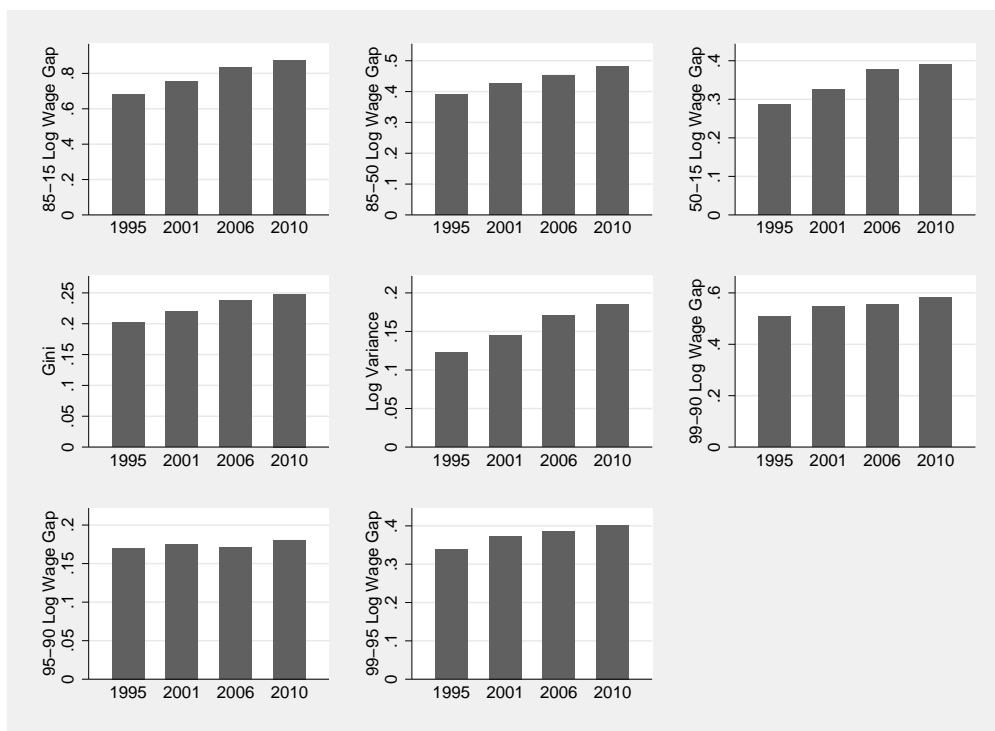 85−15 Log Wage Gap
0 .2 .4 .6 .8
1995 2001 2006 2010
85−50 Log Wage Gap
0 .1 .2 .3 .4 .5
1995 2001 2006 2010
50−15 Log Wage Gap
0 .1 .2 .3 .4
1995 2001 2006 2010
Gini
0 .05 .1 .15 .2 .25
1995 2001 2006 2010
Log Variance
0 .05 .1 .15 .2
1995 2001 2006 2010
99−90 Log Wage Gap
0 .2 .4 .6
1995 2001 2006 2010
95−90 Log Wage Gap
0 .05 .1 .15 .2
1995 2001 2006 2010
99−95 Log Wage Gap
0 .1 .2 .3 .4
1995 2001 2006 2010